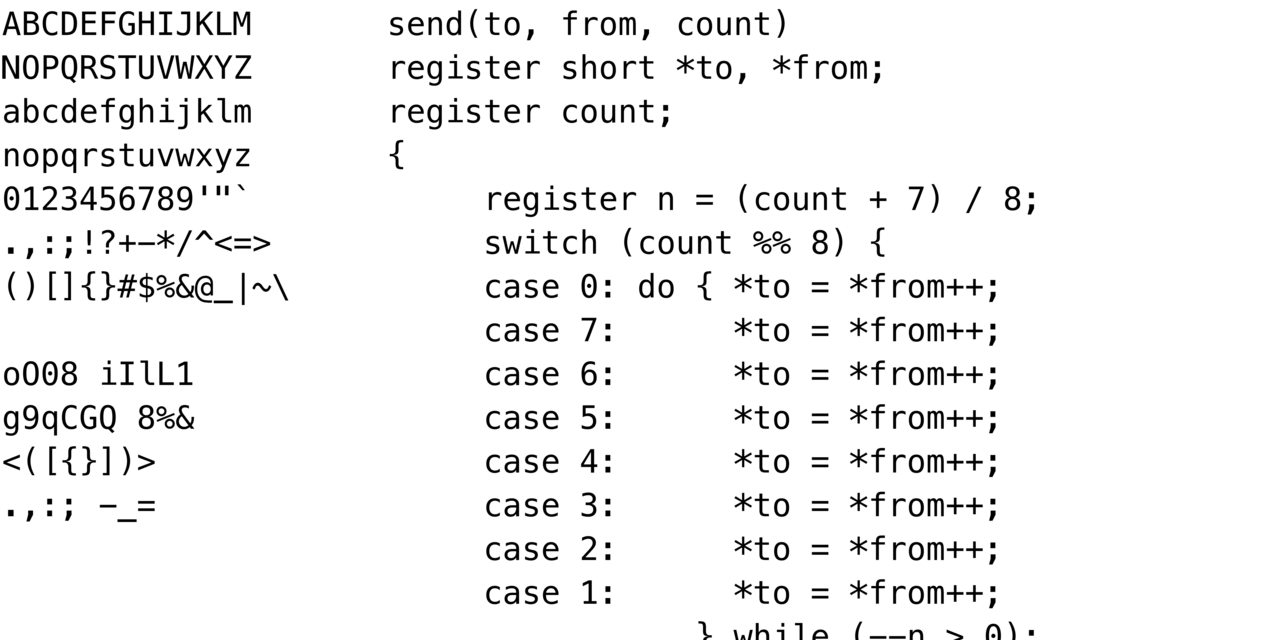 ABCDEFGHIJKLM
NOPQRSTUVWXYZ
abcdefghijklm
nopqrstuvwxyz
0123456789'"`
.,:;!?+-*/^<=>
()[]{}#$%&@_|~\
oO08 iIlL1
g9qCGQ 8%&
<([{}])>
.,:; -_=
send(to, from, count)
register short *to, *from;
register count;
{
register n = (count + 7) / 8;
switch (count %% 8) {
case 0: do { *to = *from++;
case 7: *to = *from++;
case 6: *to = *from++;
case 5: *to = *from++;
case 4: *to = *from++;
case 3: *to = *from++;
case 2: *to = *from++;
case 1: *to = *from++;
} while (--n > 0);